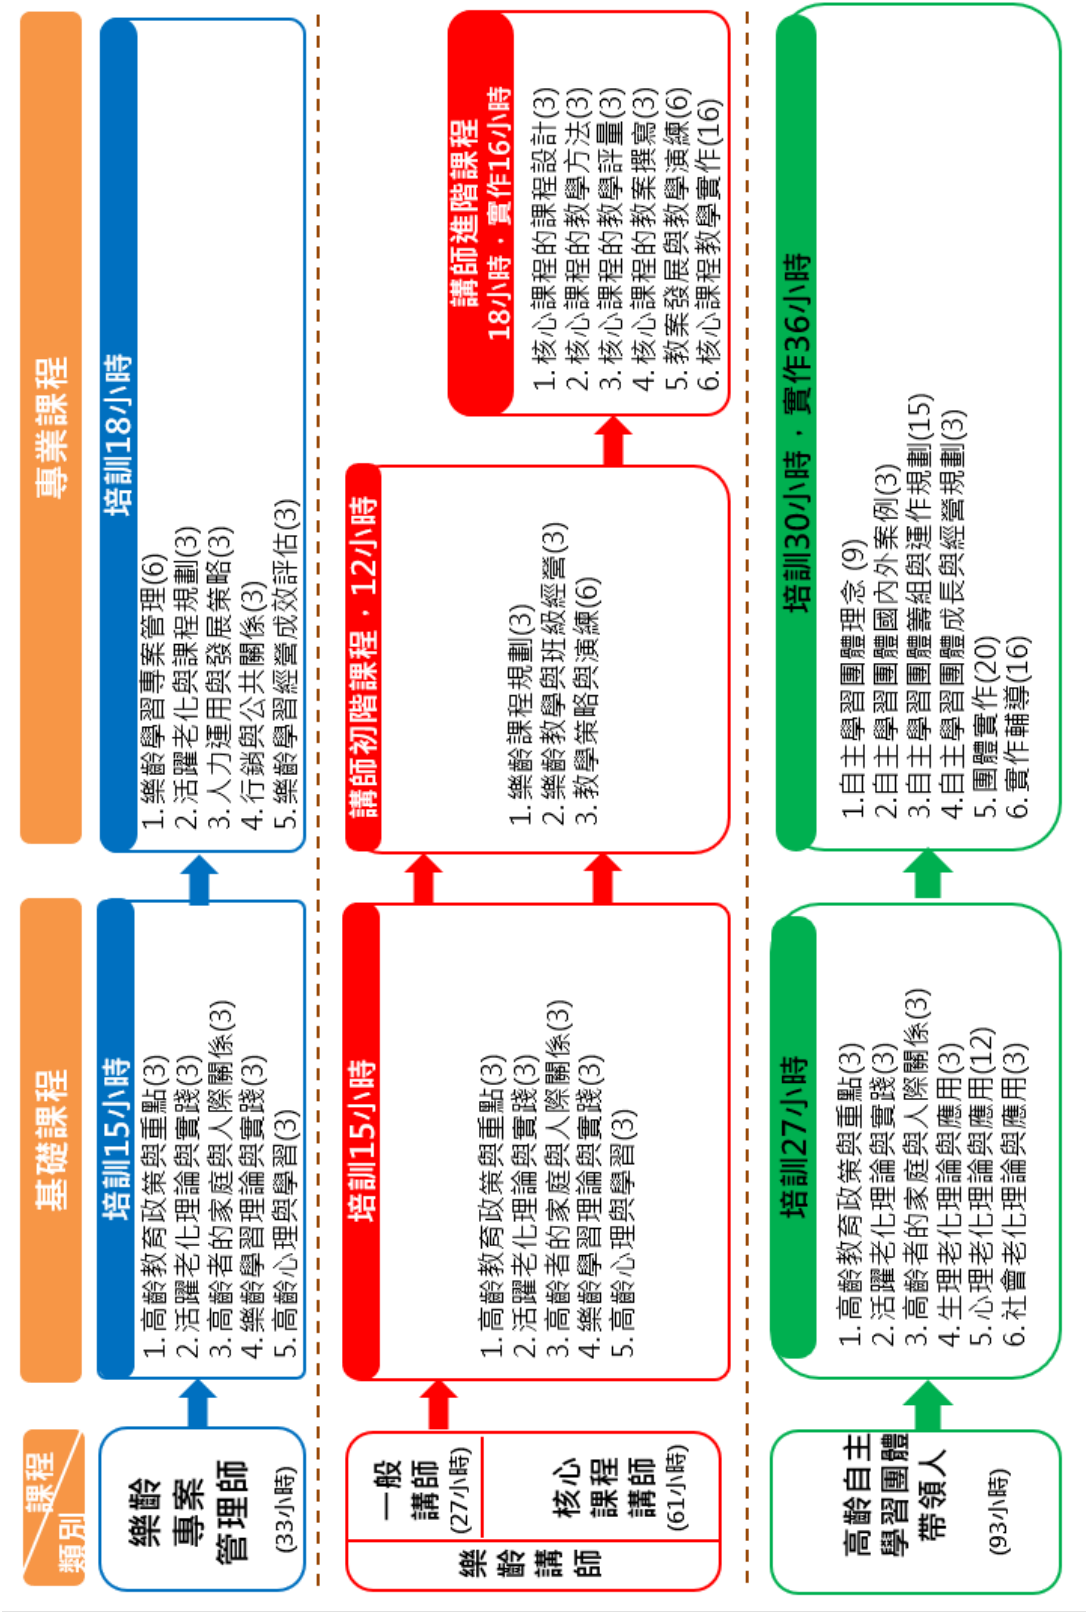 課程
類別
基礎課程
專業課程
樂齡
專案
管理師
(33小時)
培訓15小時
1.高齡教育政策與重點(3)
2.活躍老化理論與實踐(3)
3.高齡者的家庭與人際關係(3)
4.樂齡學習理論與實踐(3)
5.高齡心理與學習(3)
培訓18小時
1.樂齡學習專案管理(6)
2.活躍老化與課程規劃(3)
3.人力運用與發展策略(3)
4.行銷與公共關係(3)
5.樂齡學習經營成效評估(3)
樂齡講師
一般
講師
(27小時)
核心
課程
講師
(61小時)
培訓15小時
1.高齡教育政策與重點(3)
2.活躍老化理論與實踐(3)
3.高齡者的家庭與人際關係(3)
4.樂齡學習理論與實踐(3)
5.高齡心理與學習(3)
講師初階課程，12小時
1.樂齡課程規劃(3)
2.樂齡教學與班級經營(3)
3.教學策略與演練(6)
講師進階課程
18小時，實作16小時
1.核心課程的課程設計(3)
2.核心課程的教學方法(3)
3.核心課程的教學評量(3)
4.核心課程的教案撰寫(3)
5.教案發展與教學演練(6)
6.核心課程教學實作(16)
高齡自主
學習團體
帶領人
(93小時)
培訓27小時
1.高齡教育政策與重點(3)
2.活躍老化理論與實踐(3)
3.高齡者的家庭與人際關係(3)
4.生理老化理論與應用(3)
5.心理老化理論與應用(12)
6.社會老化理論與應用(3)
培訓30小時，實作36小時
1.自主學習團體理念 (9)
2.自主學習團體國內外案例(3)
3.自主學習團體籌組與運作規劃(15)
4.自主學習團體成長與經營規劃(3)
5.團體實作(20)
6.實作輔導(16)